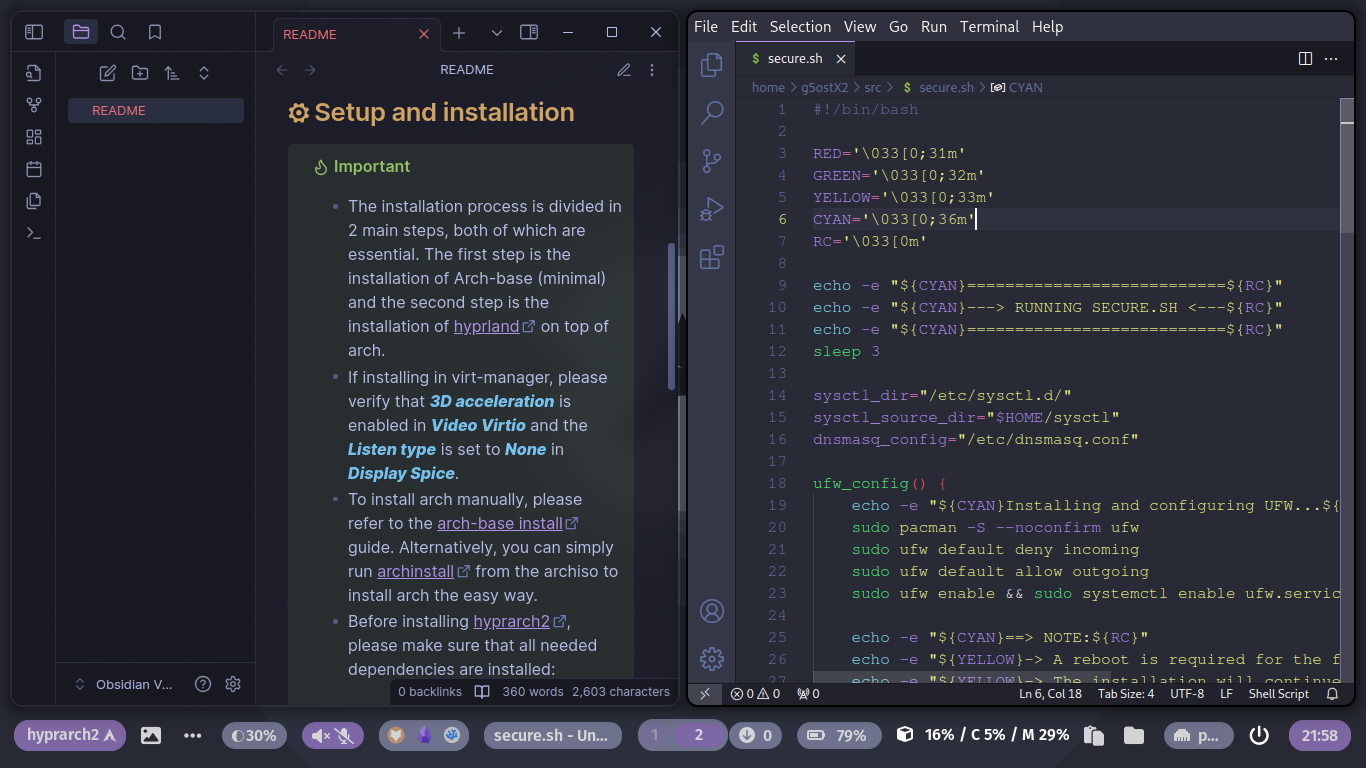 README
README
README
Setup and installation
Important
The installation process is divided in
2 main steps, both of which are
essential. The first step is the
installation of Arch-base (minimal)
and the second step is the
installation of hyprland on top of
arch.
If installing in virt-manager, please
verify that 3D acceleration is
enabled in Video Virtio and the
Listen type is set to None in
Display Spice.
To install arch manually, please
refer to the arch-base install
guide. Alternatively, you can simply
run archinstall from the archiso to
install arch the easy way.
Before installing hyprarch2,
please make sure that all needed
dependencies are installed:
Obsidian V...
0 backlinks 360 words 2,603 characters
File Edit Selection View Go Run Terminal Help
$ secure.sh
home > g5ostX2 > src > $ secure.sh > CYAN
1 #!/bin/bash
2
3 RED='\033[0;31m'
4 GREEN='\033[0;32m'
5 YELLOW='\033[0;33m'
6 CYAN='\033[0;36m'
7 RC='\033[0m'
8
9 echo -e "${CYAN}===========================${RC}"
10 echo -e "${CYAN}---> RUNNING SECURE.SH <---${RC}"
11 echo -e "${CYAN}===========================${RC}"
12 sleep 3
13
14 sysctl_dir="/etc/sysctl.d/"
15 sysctl_source_dir="$HOME/sysctl"
16 dnsmasq_config="/etc/dnsmasq.conf"
17
18 ufw_config() {
19 echo -e "${CYAN}Installing and configuring UFW...${
20 sudo pacman -S --noconfirm ufw
21 sudo ufw default deny incoming
22 sudo ufw default allow outgoing
23 sudo ufw enable && sudo systemctl enable ufw.servic
24
25 echo -e "${CYAN}==> NOTE:${RC}"
26 echo -e "${YELLOW}-> A reboot is required for the f
27 echo -e "${YELLOW}-> The installation will continue
0 0 0 Ln 6, Col 18 Tab Size: 4 UTF-8 LF Shell Script
hyprarch2 30% secure.sh - Un... 1 2 0 79% 16% / C 5% / M 29% p... 21:58